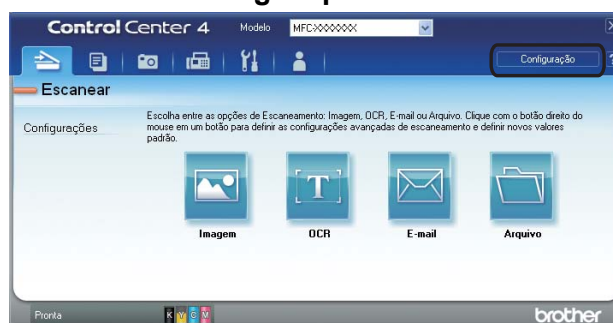 Control Center 4 Modelo MFC-XXXXXX
Configuração ?
Escanear
Configurações
Escolha entre as opções de Escaneamento: Imagem, OCR, E-mail ou Arquivo. Clique com o botão direito do
mouse em um botão para definir as configurações avançadas de escaneamento e definir novos valores
padrão.
T
Imagem OCR E-mail Arquivo
Pronta K Y C M brother